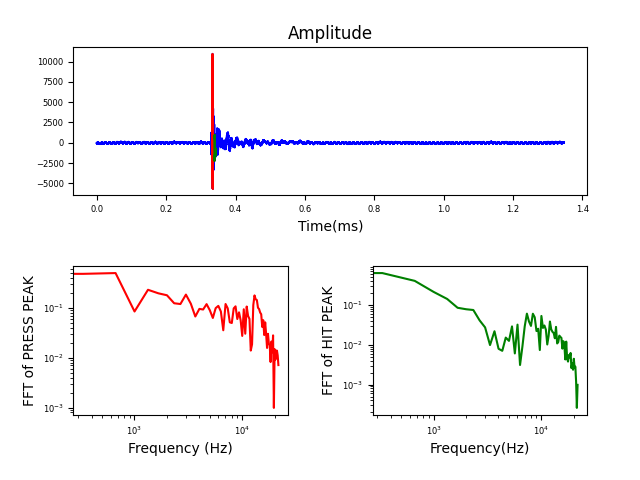 Amplitude
10000
7500
5000
2500
0
−2500
−5000
0.0 0.2 0.4 0.6 0.8 1.0 1.2 1.4
Time(ms)
FFT of PRESS PEAK
10⁻¹
10⁻²
10⁻³
10³ 10⁴
Frequency (Hz)
FFT of HIT PEAK
10⁻¹
10⁻²
10⁻³
10³ 10⁴
Frequency(Hz)